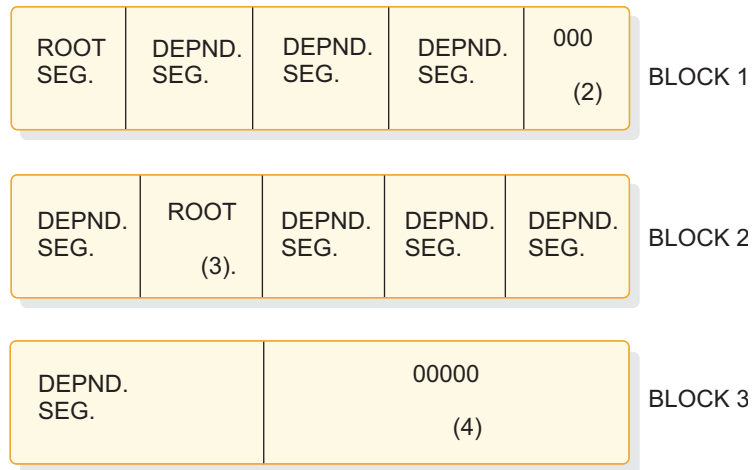 ROOT
SEG.
DEPND.
SEG.
DEPND.
SEG.
DEPND.
SEG.
000
(2)
BLOCK 1
DEPND.
SEG.
ROOT
(3).
DEPND.
SEG.
DEPND.
SEG.
DEPND.
SEG.
BLOCK 2
DEPND.
SEG.
00000
(4)
BLOCK 3